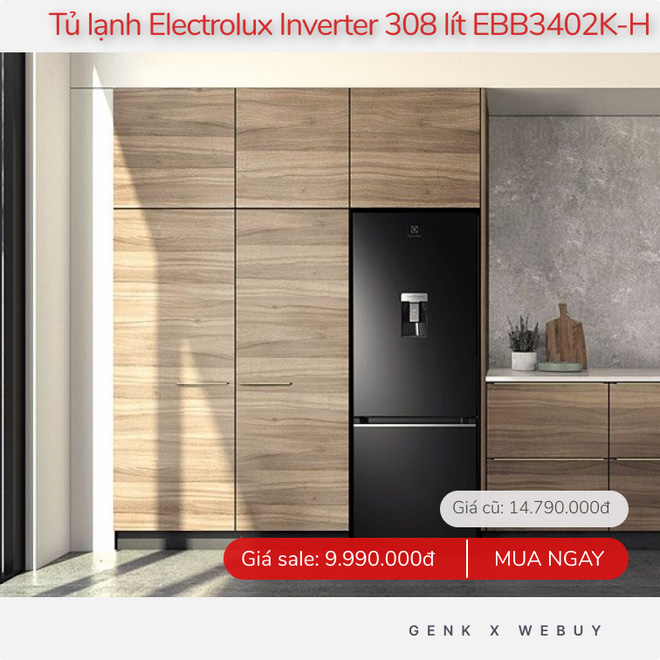 Tủ lạnh Electrolux Inverter 308 lít EBB3402K-H
Giá cũ: 14.790.000đ
Giá sale: 9.990.000đ
MUA NGAY
GENK X WEBUY